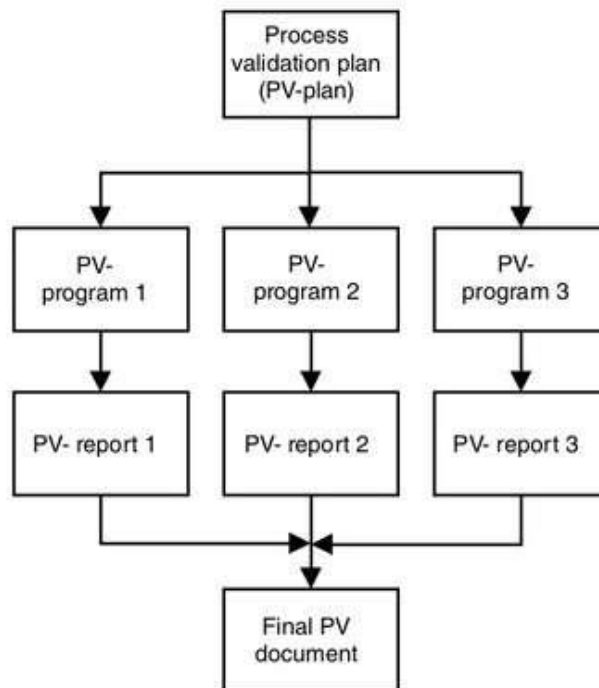 Process
validation plan
(PV-plan)
PV-
program 1
PV-
program 2
PV-
program 3
PV- report 1
PV- report 2
PV- report 3
Final PV
document